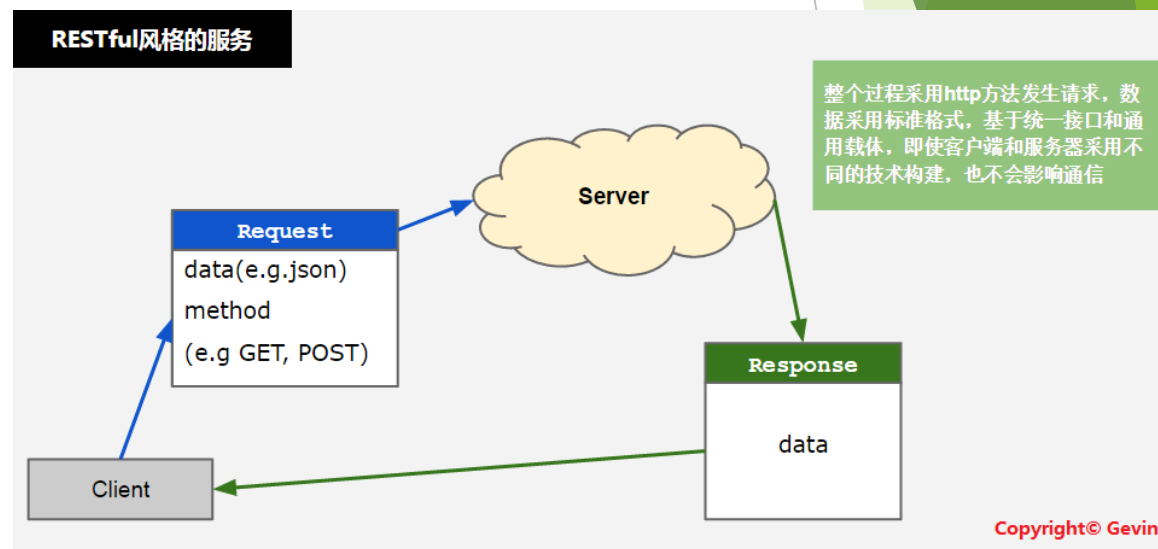 RESTful风格的服务
整个过程采用http方法发生请求，数
据采用标准格式，基于统一接口和通
用载体，即使客户端和服务器采用不
同的技术构建，也不会影响通信
Server
Request
data(e.g.json)
method
(e.g GET, POST)
Response
data
Client
Copyright© Gevin